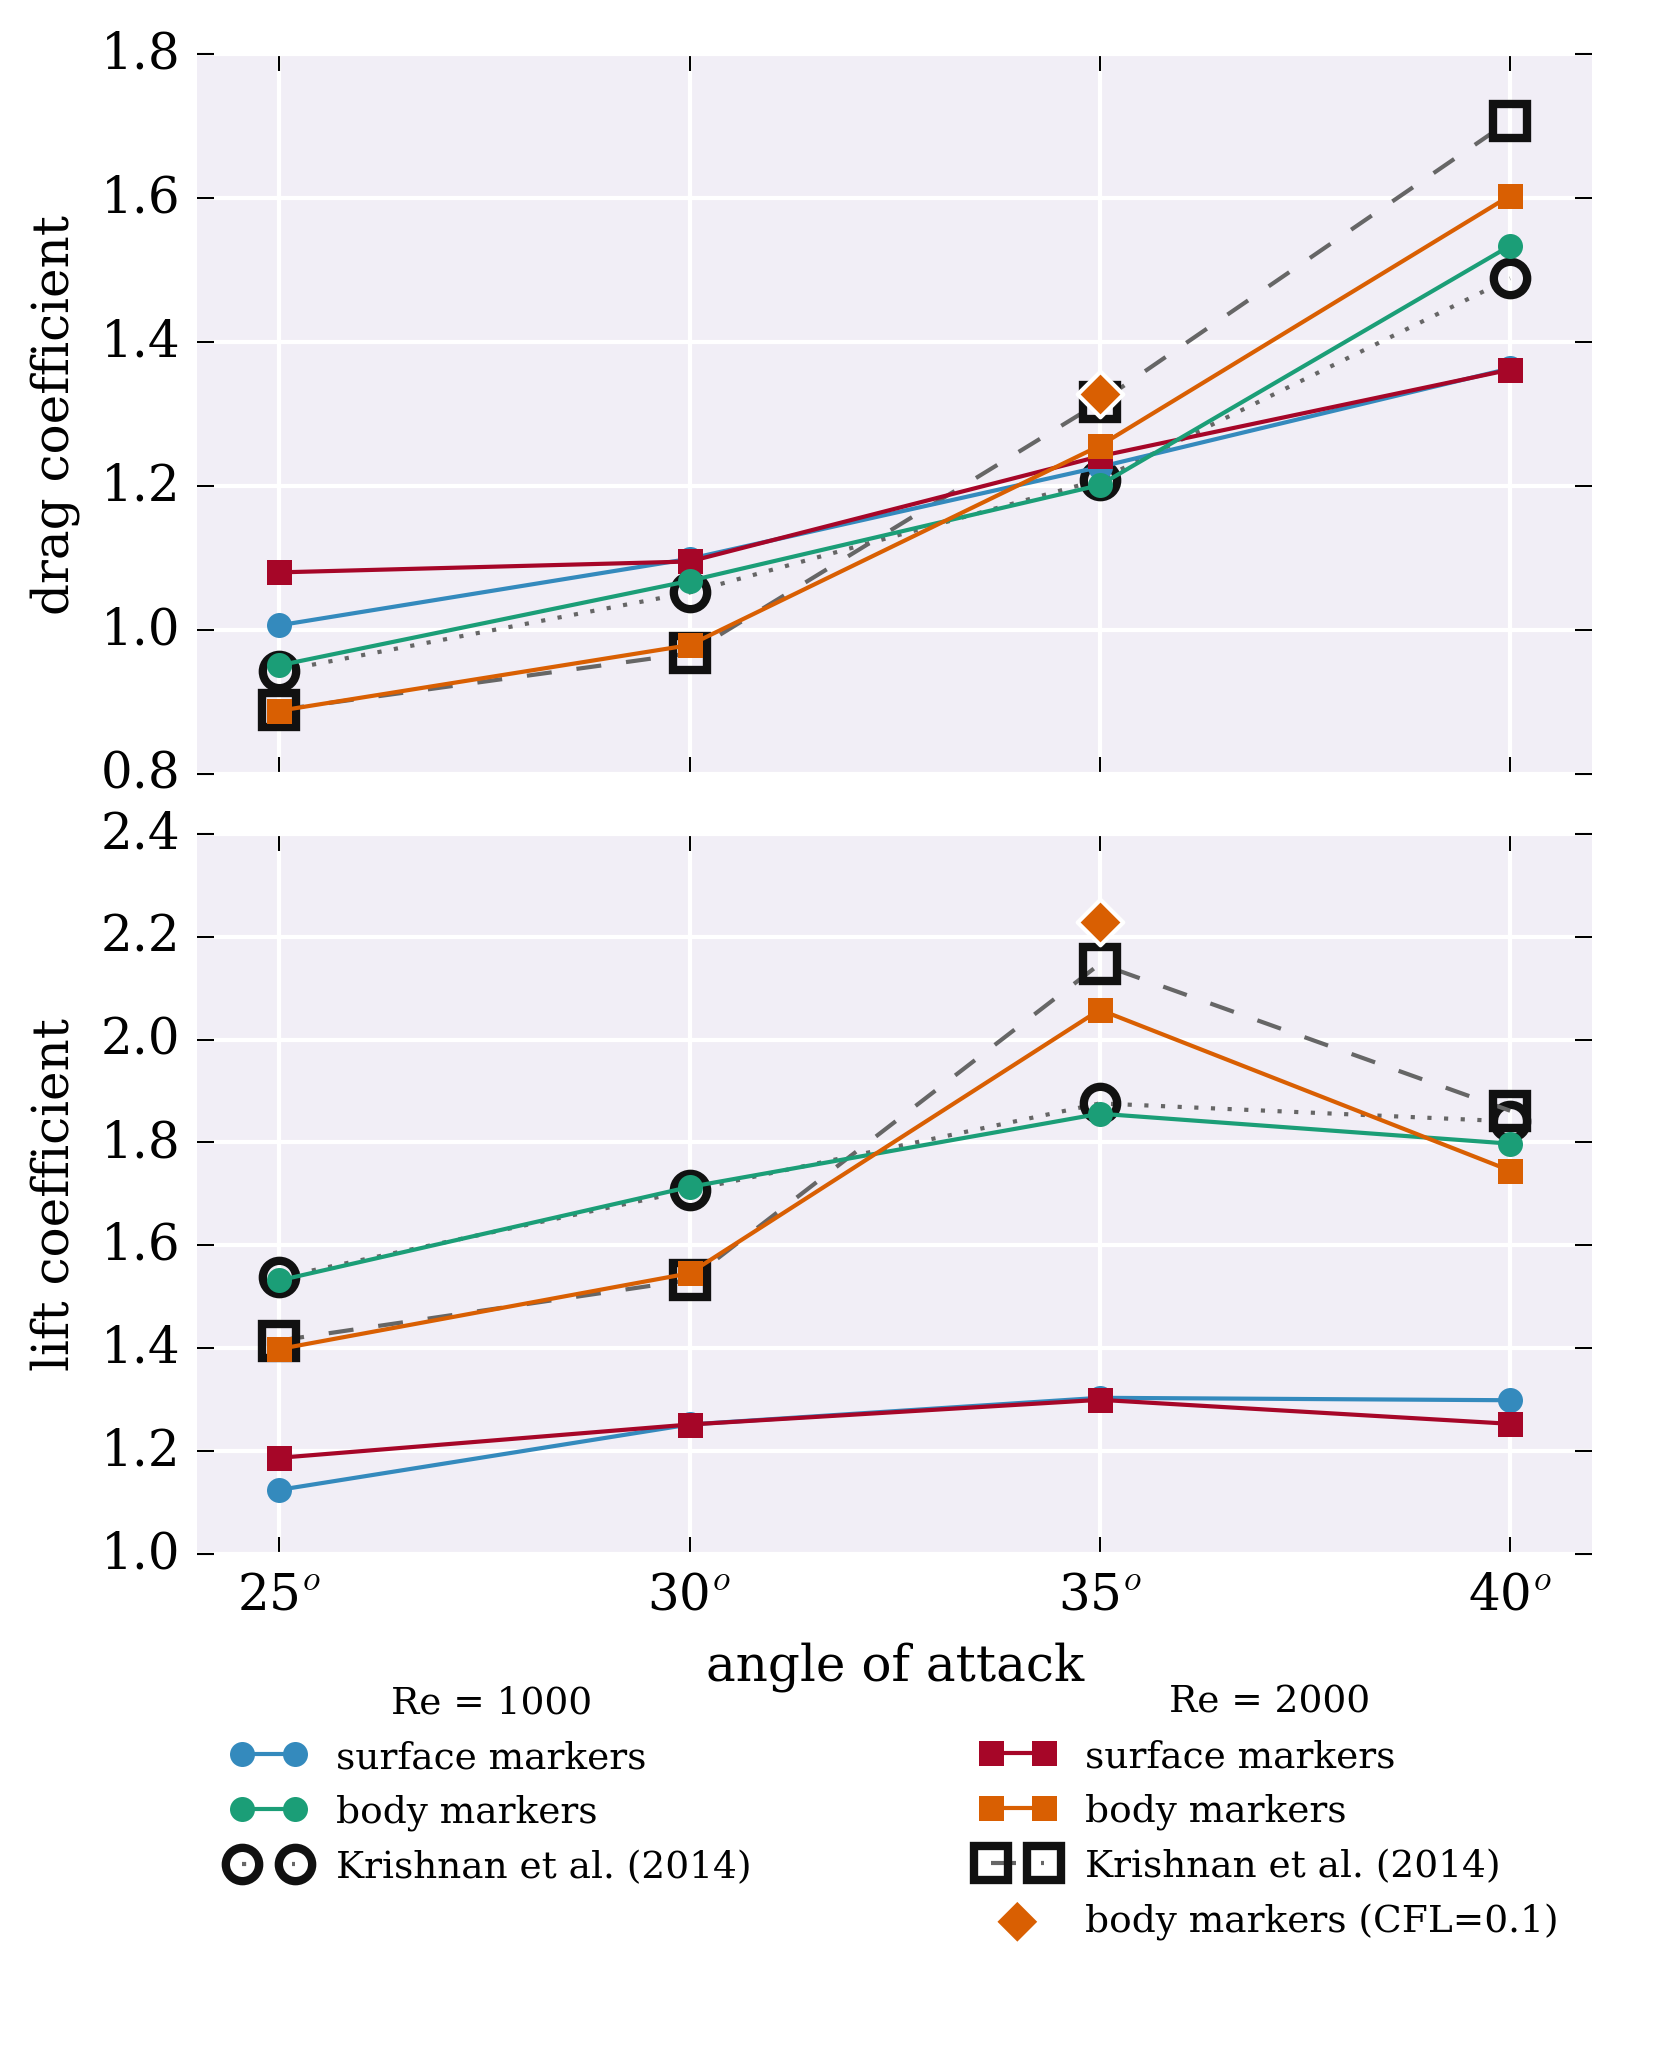 1.8
1.6
1.4
1.2
1.0
0.8
drag coefficient
2.4
2.2
2.0
1.8
1.6
1.4
1.2
1.0
lift coefficient
25° 30° 35° 40°
angle of attack
Re = 1000
surface markers
body markers
Krishnan et al. (2014)
Re = 2000
surface markers
body markers
Krishnan et al. (2014)
body markers (CFL=0.1)